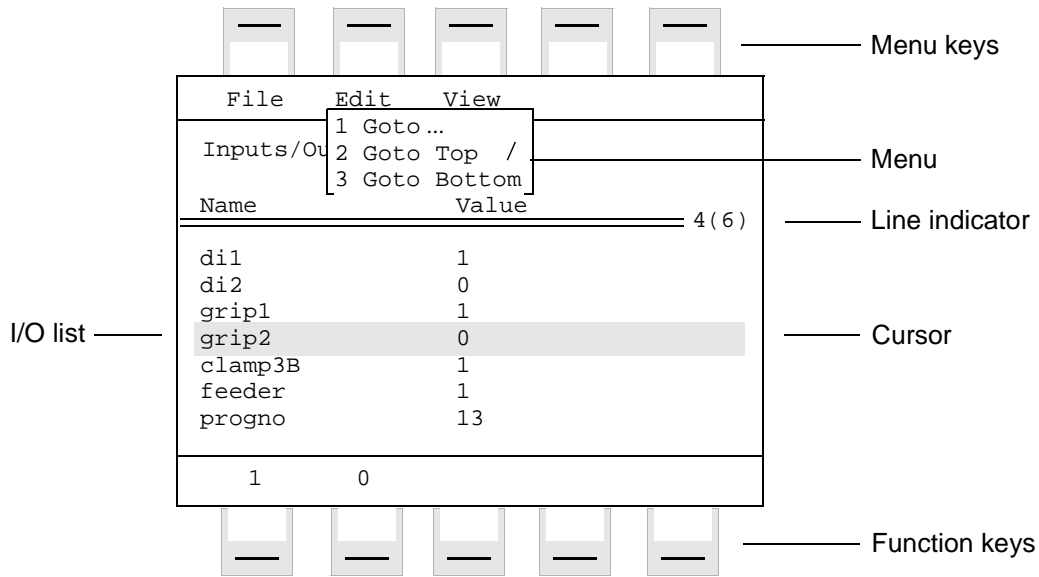 Menu keys
File Edit View
1 Goto ...
Inputs/Ou 2 Goto Top /
Menu
3 Goto Bottom
Name Value
4(6)
Line indicator
di1 1
di2 0
grip1 1
I/O list
grip2 0
Cursor
clamp3B 1
feeder 1
progno 13
1 0
Function keys